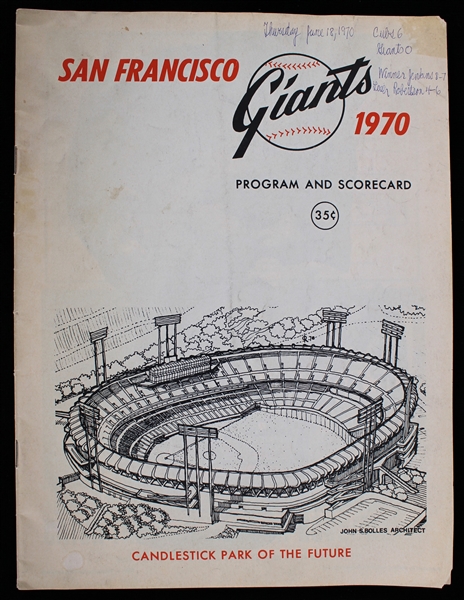 Thursday June 18, 1970
Cubs 6
Giants 0
Winner Jenkins 8-7
Loser Robertson 4-6
SAN FRANCISCO
Giants
1970
PROGRAM AND SCORECARD
35¢
JOHN S. BOLLES ARCHITECT
CANDLESTICK PARK OF THE FUTURE